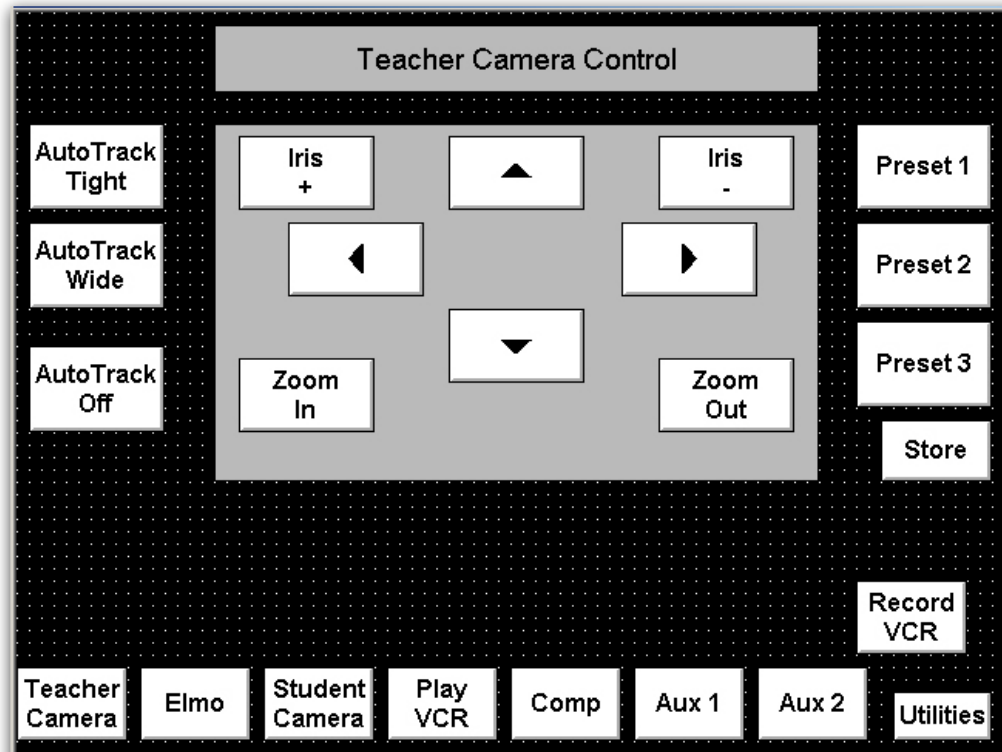 Teacher Camera Control
AutoTrack
Tight
Iris
+
Iris
-
Preset 1
AutoTrack
Wide
Preset 2
AutoTrack
Off
Zoom
In
Zoom
Out
Preset 3
Store
Record
VCR
Teacher
Camera
Elmo
Student
Camera
Play
VCR
Comp
Aux 1
Aux 2
Utilities